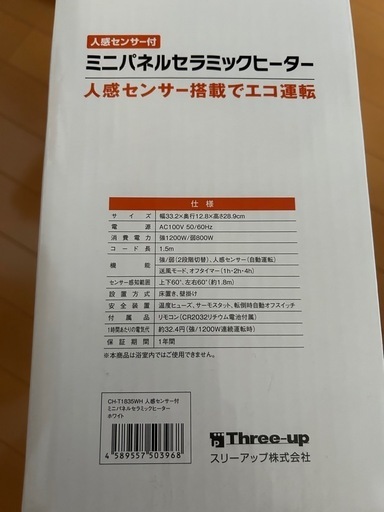 人感センサー付
ミニパネルセラミックヒーター
人感センサー搭載でエコ運転
仕様
サイズ 幅33.2×奥行12.8×高さ28.9cm
電源 AC100V 50/60Hz
消費電力 強1200W/弱800W
コード長 1.5m
機能 強/弱(2段階切替)、人感センサー(自動運転)
送風モード、オフタイマー(1h・2h・4h)
センサー感知範囲 上下60°、左右60°(約1.8m)
設置方式 床置き、壁掛け
安全装置 温度ヒューズ、サーモスタット、転倒時自動オフスイッチ
付属品 リモコン(CR2032リチウム電池付属)
1時間あたりの電気代 約32.4円(強/1200W連続運転時)
保証期間 1年間
※本商品は浴室内ではご使用できません。
CH-T1835WH 人感センサー付
ミニパネルセラミックヒーター
ホワイト
4 589557 503968
Three-up
スリーアップ株式会社